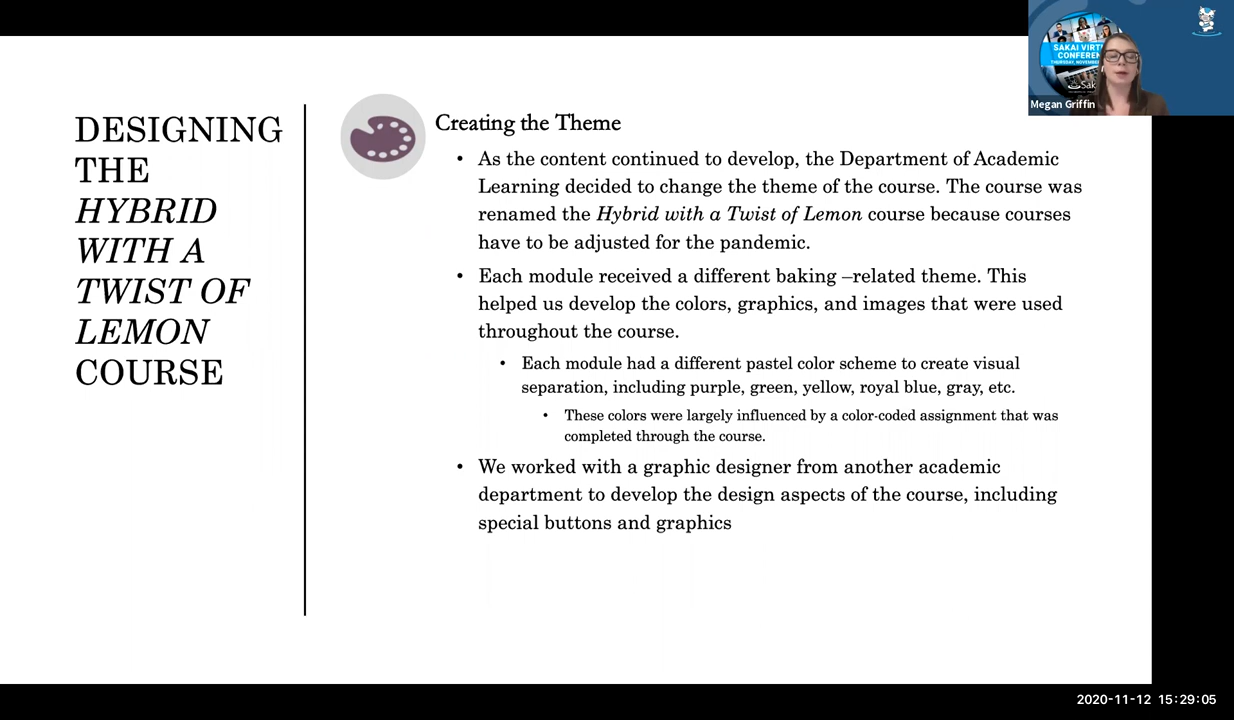 SAKAI VIRT
CONFEREN
THURSDAY, NOVEMBE
Sak
Megan Griffin
DESIGNING
THE
HYBRID
WITH A
TWIST OF
LEMON
COURSE
Creating the Theme
• As the content continued to develop, the Department of Academic
Learning decided to change the theme of the course. The course was
renamed the Hybrid with a Twist of Lemon course because courses
have to be adjusted for the pandemic.
• Each module received a different baking –related theme. This
helped us develop the colors, graphics, and images that were used
throughout the course.
• Each module had a different pastel color scheme to create visual
separation, including purple, green, yellow, royal blue, gray, etc.
• These colors were largely influenced by a color-coded assignment that was
completed through the course.
• We worked with a graphic designer from another academic
department to develop the design aspects of the course, including
special buttons and graphics
2020-11-12 15:29:05